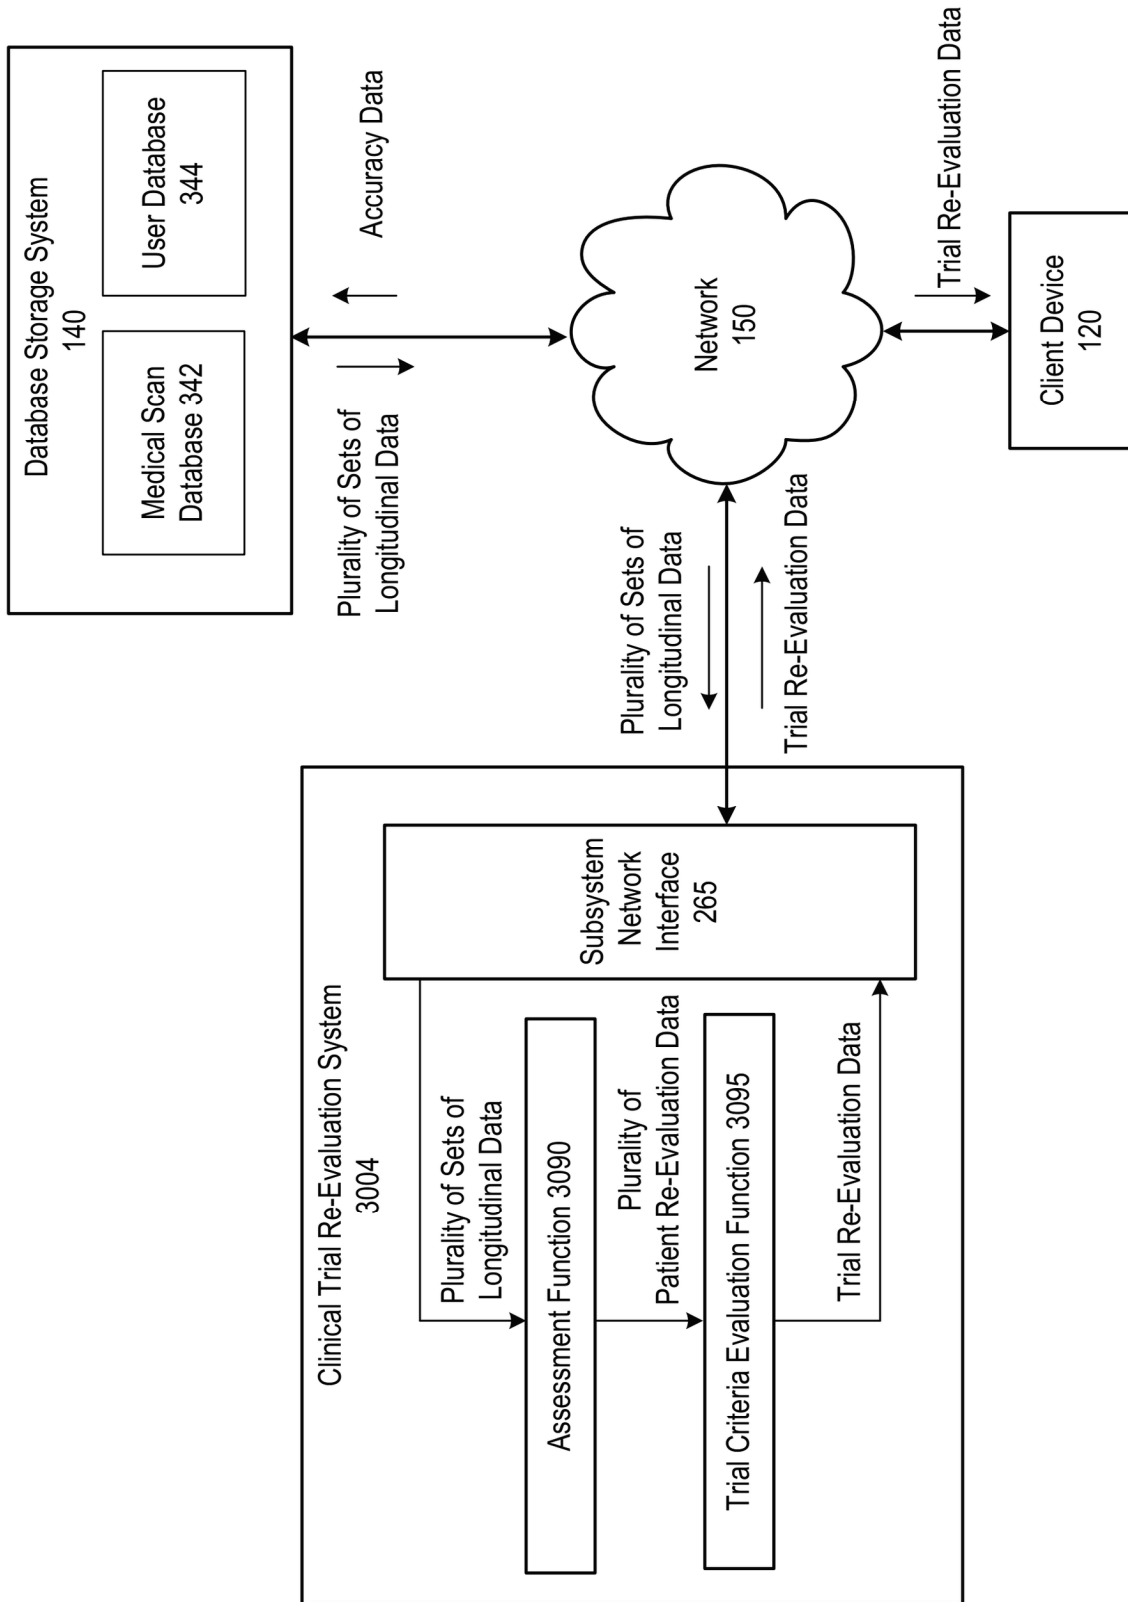 Clinical Trial Re-Evaluation System
3004
Plurality of Sets of
Longitudinal Data
Assessment Function 3090
Plurality of
Patient Re-Evaluation Data
Trial Criteria Evaluation Function 3095
Trial Re-Evaluation Data
Subsystem
Network
Interface
265
Plurality of Sets of
Longitudinal Data
Trial Re-Evaluation Data
Database Storage System
140
Medical Scan
Database 342
User Database
344
Plurality of Sets of
Longitudinal Data
Accuracy Data
Network
150
Trial Re-Evaluation Data
Client Device
120